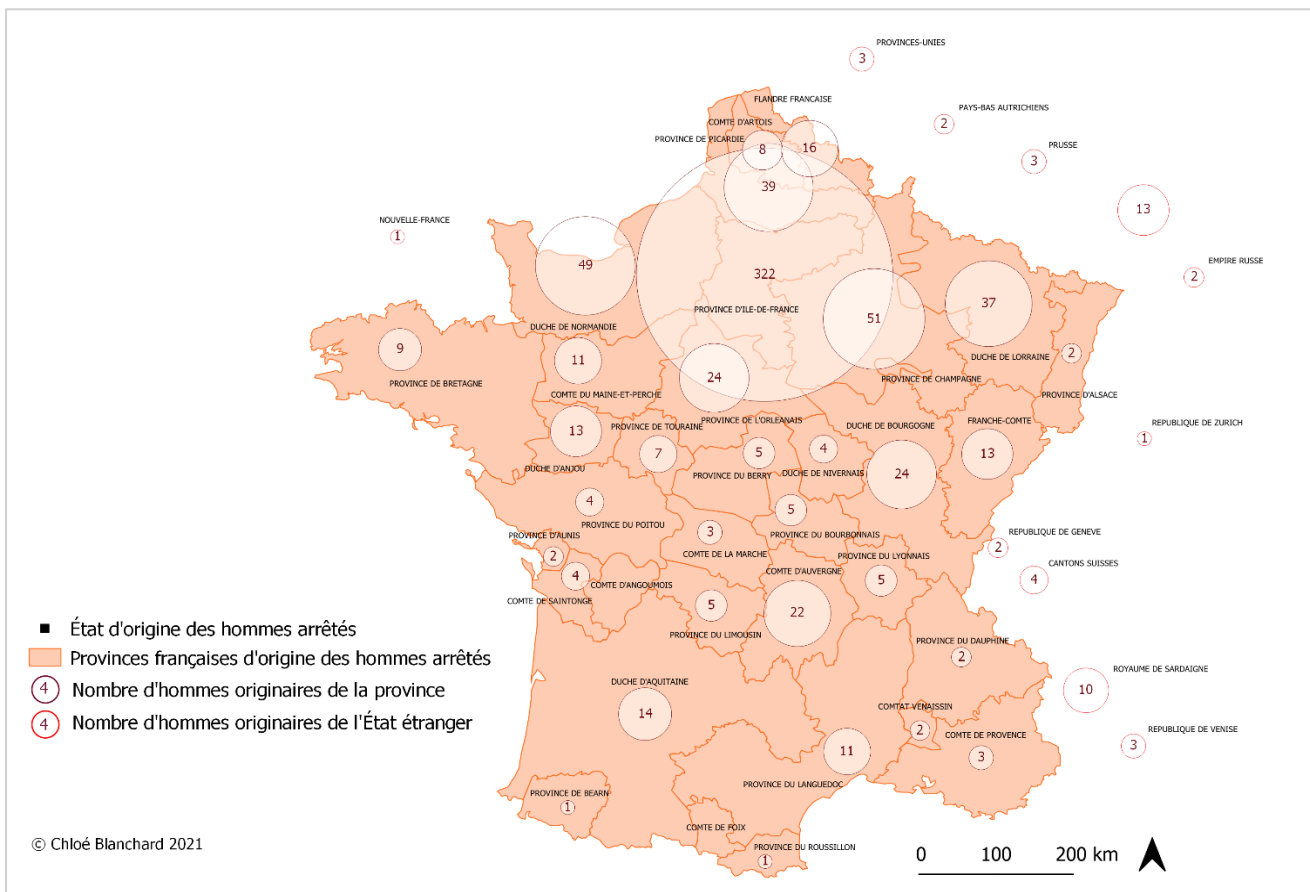 PROVINCES-UNIES
3
FLANDRE FRANCAISE
PAYS-BAS AUTRICHIENS
2
COMTE D'ARTOIS
PROVINCE DE PICARDIE
8
16
PRUSSE
3
39
13
NOUVELLE-FRANCE
1
49
322
EMPIRE RUSSE
2
PROVINCE D'ILE-DE-FRANCE
51
37
DUCHE DE NORMANDIE
9
11
2
DUCHE DE LORRAINE
PROVINCE DE BRETAGNE
24
PROVINCE DE CHAMPAGNE
COMTE DU MAINE-ET-PERCHE
PROVINCE D'ALSACE
PROVINCE DE L'ORLEANAIS
FRANCHE-COMTE
REPUBLIQUE DE ZURICH
1
13
PROVINCE DE TOURAINE
DUCHE DE BOURGOGNE
7
5
4
13
DUCHE D'ANJOU
PROVINCE DU BERRY
DUCHE DE NIVERNAIS
24
4
5
PROVINCE DU POITOU
PROVINCE D'AUNIS
3
PROVINCE DU BOURBONNAIS
REPUBLIQUE DE GENEVE
2
2
COMTE DE LA MARCHE
PROVINCE DU LYONNAIS
CANTONS SUISSES
4
4
COMTE D'ANGOUMOIS
COMTE D'AUVERGNE
5
COMTE DE SAINTONGE
5
22
PROVINCE DU LIMOUSIN
PROVINCE DU DAUPHINE
2
ROYAUME DE SARDAIGNE
10
DUCHE D'AQUITAINE
14
COMTAT VENAISSIN
2
COMTE DE PROVENCE
3
REPUBLIQUE DE VENISE
3
11
PROVINCE DU LANGUEDOC
PROVINCE DE BEARN
1
COMTE DE FOIX
PROVINCE DU ROUSSILLON
1
État d'origine des hommes arrêtés
Provinces françaises d'origine des hommes arrêtés
4 Nombre d'hommes originaires de la province
4 Nombre d'hommes originaires de l'État étranger
© Chloé Blanchard 2021
0 100 200 km